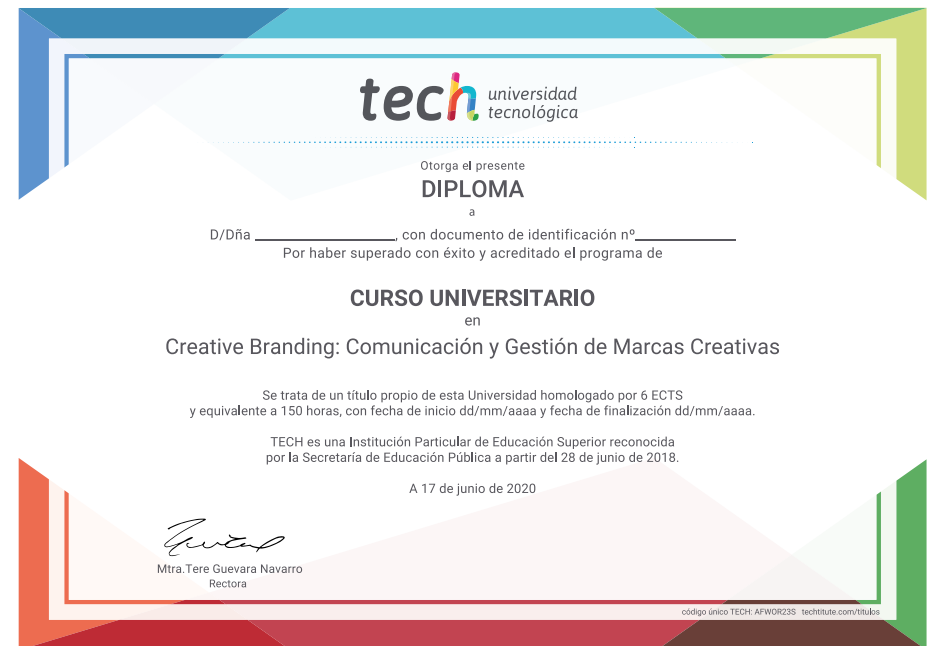 tech universidad
tecnológica
Otorga el presente
DIPLOMA
a
D/Dña ________________, con documento de identificación nº____________
Por haber superado con éxito y acreditado el programa de
CURSO UNIVERSITARIO
en
Creative Branding: Comunicación y Gestión de Marcas Creativas
Se trata de un título propio de esta Universidad homologado por 6 ECTS
y equivalente a 150 horas, con fecha de inicio dd/mm/aaaa y fecha de finalización dd/mm/aaaa.
TECH es una Institución Particular de Educación Superior reconocida
por la Secretaría de Educación Pública a partir del 28 de junio de 2018.
A 17 de junio de 2020
Mtra.Tere Guevara Navarro
Rectora
código único TECH: AFWOR23S techtitute.com/titulos